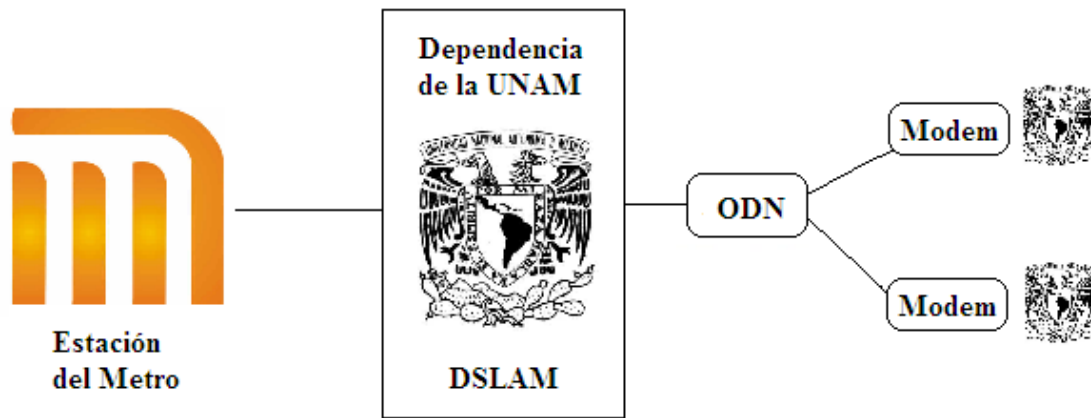 Dependencia
de la UNAM
DSLAM
Estación
del Metro
ODN
Modem
Modem